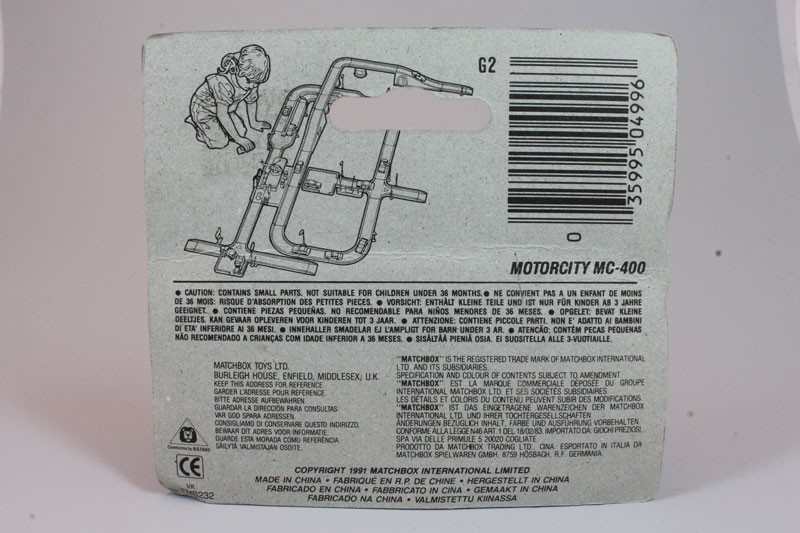 G2
35995 04996
0
MOTORCITY MC-400
● CAUTION: CONTAINS SMALL PARTS. NOT SUITABLE FOR CHILDREN UNDER 36 MONTHS.● NE CONVIENT PAS A UN ENFANT DE MOINS
DE 36 MOIS: RISQUE D'ABSORPTION DES PETITES PIECES. ● VORSICHT: ENTHÄLT KLEINE TEILE UND IST NUR FÜR KINDER AB 3 JAHRE
GEEIGNET. ● CONTIENE PIEZAS PEQUEÑAS. NO RECOMENDABLE PARA NIÑOS MENORES DE 36 MESES. ● OPGELET: BEVAT KLEINE
DEELTJES. KAN GEVAAR OPLEVEREN VOOR KINDEREN TOT 3 JAAR. ● ATTENZIONE: CONTIENE PICCOLE PARTI. NON E' ADATTO AI BAMBINI
DI ETA' INFERIORE AI 36 MESI. ● INNEHALLER SMADELAR EJ LAMPLIGT FOR BARN UNDER 3 AR. ● ATENCÃO: CONTÉM PECAS PEQUENAS
NÃO RECOMENDADO A CRIANÇAS COM IDADE INFERIOR A 36 MESES. ● SISÄLTÄÄ PIENIÄ OSIA. EI SUOSITELLA ALLE 3-VUOTIAILLE.
MATCHBOX TOYS LTD.
BURLEIGH HOUSE, ENFIELD, MIDDLESEX, U.K.
KEEP THIS ADDRESS FOR REFERENCE
GARDER L'ADRESSE POUR REFERENCE
BITTE ADRESSE AUFBEWAHREN.
GUARDAR LA DIRECCIÓN PARA CONSULTAS.
VAR GOD SPARA ADRESSEN.
CONSIGLIAMO DI CONSERVARE QUESTO INDIRIZZO.
BEWAAR DIT ADRES VOOR INFORMATIE.
GUARDE ESTA MORADA COMO REFERÊNCIA.
SÄILYTÄ VALMISTAJAN OSOITE.
"MATCHBOX" IS THE REGISTERED TRADE MARK OF MATCHBOX INTERNATIONAL
LTD. AND ITS SUBSIDIARIES.
SPECIFICATION AND COLOUR OF CONTENTS SUBJECT TO AMENDMENT.
"MATCHBOX" EST LA MARQUE COMMERCIALE DEPOSÉE DU GROUPE
INTERNATIONAL MATCHBOX LTD. ET SES SOCIÉTÉS SUBSIDIAIRES.
LES DETAILS ET COLORIS DU CONTENU PEUVENT SUBIR DES MODIFICATIONS.
"MATCHBOX" IST DAS EINGETRAGENE WARENZEICHEN DER MATCHBOX
INTERNATIONAL LTD. UND IHRER TOCHTERGESELLSCHAFTEN.
ÄNDERUNGEN BEZÜGLICH INHALT, FARBE UND AUSFÜHRUNG VORBEHALTEN.
CONFORME ALLA LEGGE N46 ART.1 DEL 18/02/83. IMPORTATO DA GIOCHI PREZIOSI,
SPA VIA DELLE PRIMULE 5 20020 COGLIATE.
PRODOTTO DA MATCHBOX TRADING LTD., CINA. ESPORTATO IN ITALIA DA
MATCHBOX SPIELWAREN GMBH. 8759 HÖSBACH, R.F. GERMANIA.
Conforms to BS5665
CE
VK
COPYRIGHT 1991 MATCHBOX INTERNATIONAL LIMITED
MADE IN CHINA • FABRIQUÉ EN R.P. DE CHINE • HERGESTELLT IN CHINA
FABRICADO EN CHINA • FABBRICATO IN CINA • GEMAAKT IN CHINA
FABRICADO NA CHINA • VALMISTETTU KIINASSA